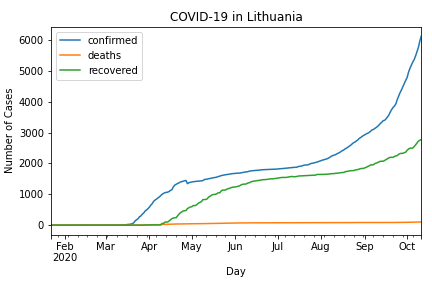 COVID-19 in Lithuania
confirmed
deaths
recovered
Number of Cases
6000
5000
4000
3000
2000
1000
0
Feb Mar Apr May Jun Jul Aug Sep Oct
2020
Day